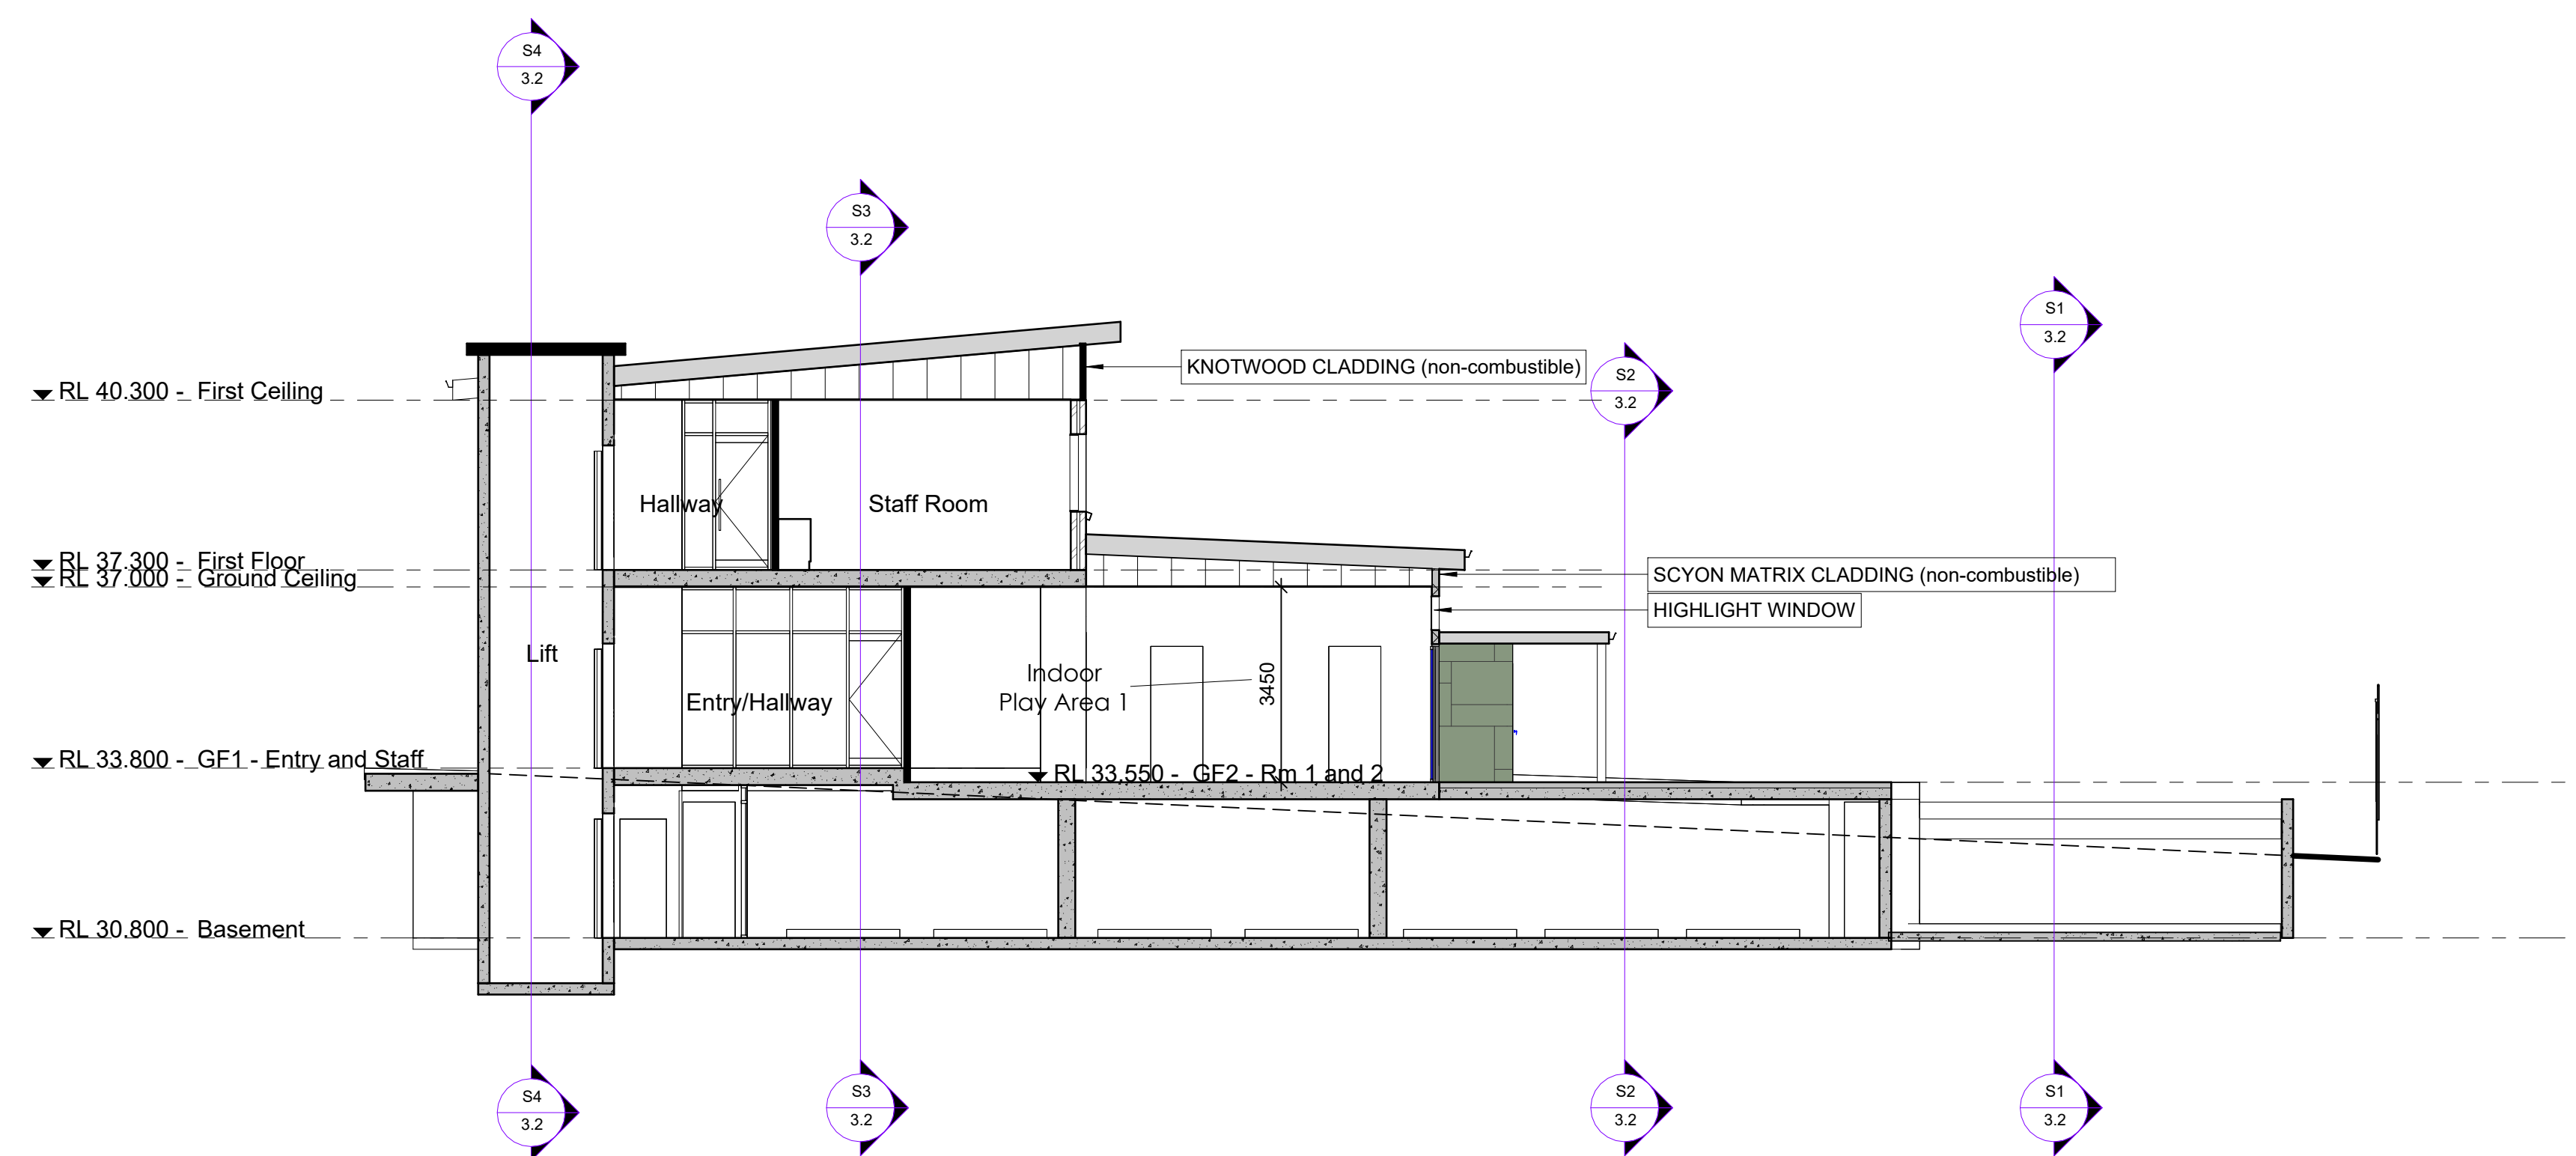 S4
3.2
S3
3.2
S1
3.2
S2
3.2
KNOTWOOD CLADDING (non-combustible)
RL 40.300 - First Ceiling
Hallway
Staff Room
RL 37.300 - First Floor
RL 37.000 - Ground Ceiling
SCYON MATRIX CLADDING (non-combustible)
HIGHLIGHT WINDOW
Lift
Indoor
Play Area 1
3450
Entry/Hallway
RL 33.800 - GF1 - Entry and Staff
RL 33.550 - GF2 - Rm 1 and 2
RL 30.800 - Basement
S4
3.2
S3
3.2
S2
3.2
S1
3.2